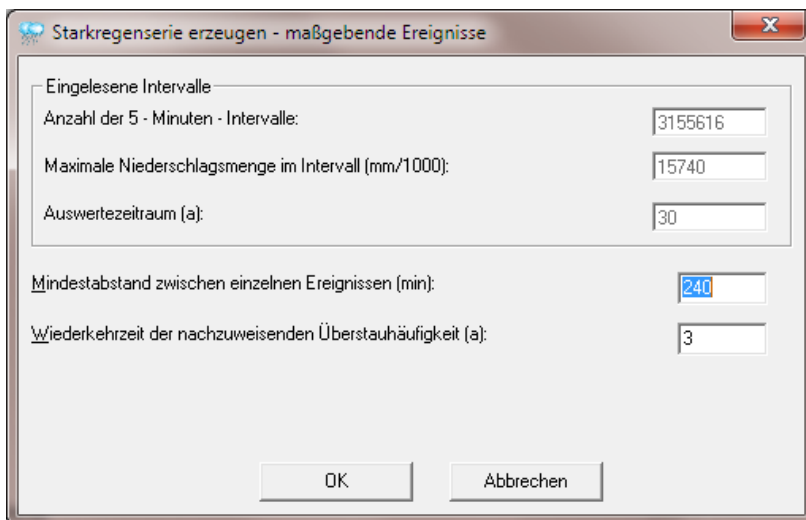 Starkregenserie erzeugen - maßgebende Ereignisse
Eingelesene Intervalle
Anzahl der 5 - Minuten - Intervalle: 3155616
Maximale Niederschlagsmenge im Intervall (mm/1000): 15740
Auswertezeitraum (a): 30
Mindestabstand zwischen einzelnen Ereignissen (min): 240
Wiederkehrzeit der nachzuweisenden Überstauhäufigkeit (a): 3
OK Abbrechen